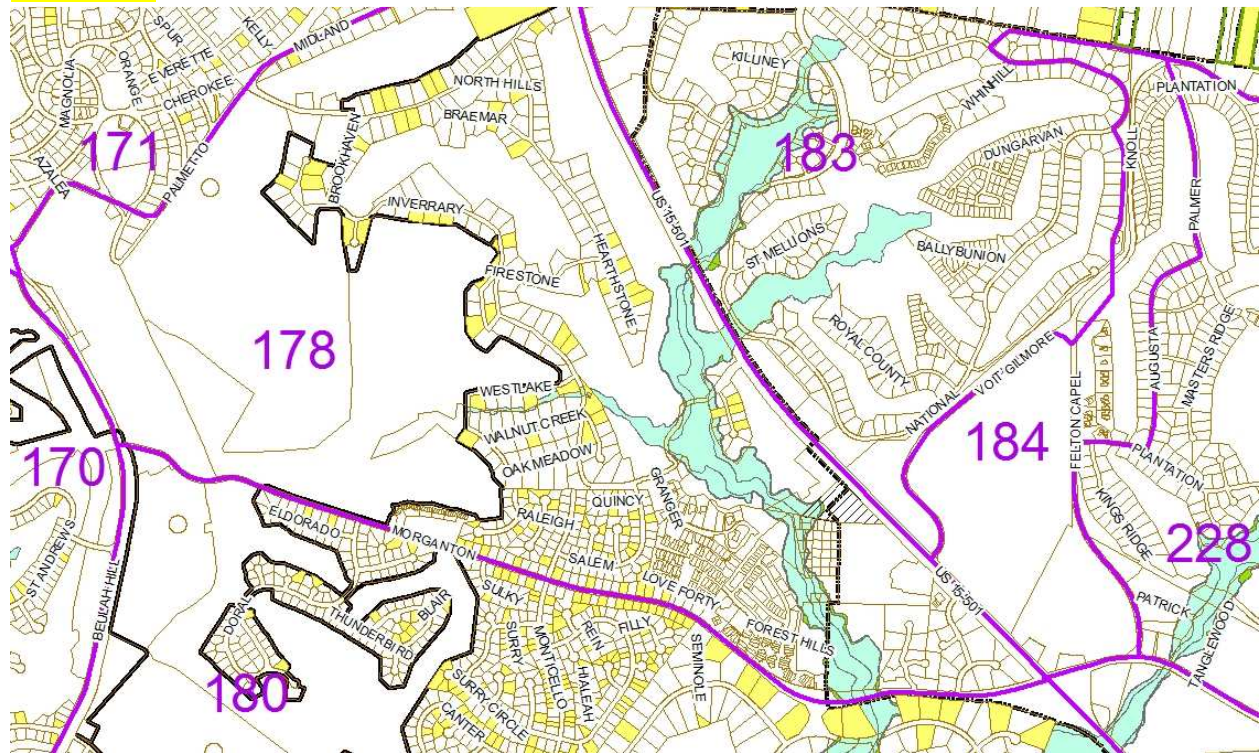 SPUR
KELLY
MIDLAND
ORANGE
EVERETTE
CHEROKEE
MAGNOLIA
171
AZALEA
PALMETTO
NORTH HILLS
BRAEMAR
BROOKHAVEN
INVERRARY
FIRESTONE
HEARTHSTONE
178
KILLINEY
183
WHINHILL
PLANTATION
DUNGARVAN
KNOLL
PALMER
US 15-501
ST MELLIONS
BALLYBUNION
ROYAL COUNTY
NATIONAL
VOIT GILMORE
AUGUSTA
MASTERS RIDGE
184
FELTON CAPEL
PLANTATION
KINGS RIDGE
228
WESTLAKE
WALNUT CREEK
OAK MEADOW
170
QUINCY
GRANGER
RALEIGH
ELDORADO
MORGANTON
SALEM
ST ANDREWS
BEULAH HILL
LOVE FORTY
US 15-501
PATRICK
TANGLEWOOD
DORAL
THUNDERBIRD
BLAIR
SULKY
SURRY
MONTICELLO
REIN
FILLY
HIALEAH
SEMINOLE
FOREST HILLS
180
SURRY CIRCLE
CANTER